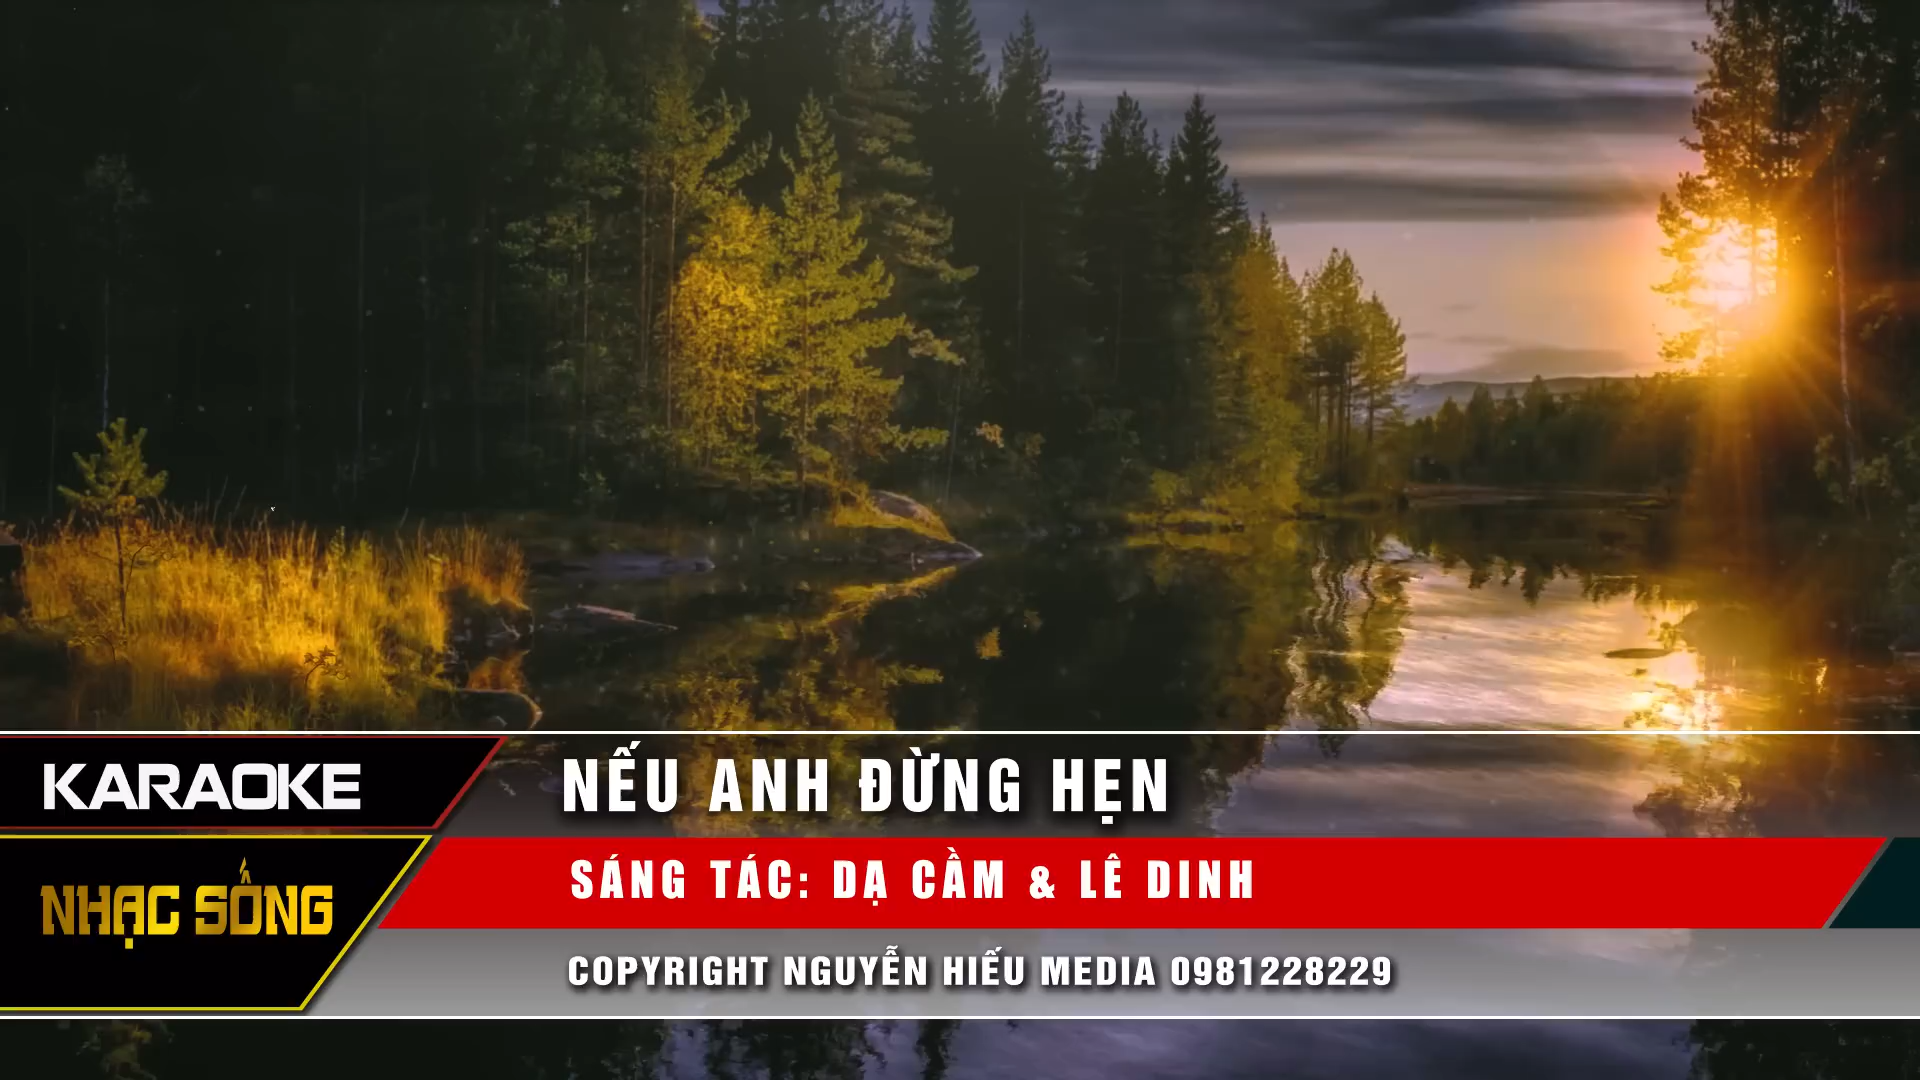 KARAOKE
NẾU ANH ĐỪNG HẸN
NHẠC SỐNG
SÁNG TÁC: DẠ CẦM & LÊ DINH
COPYRIGHT NGUYỄN HIẾU MEDIA 0981228229